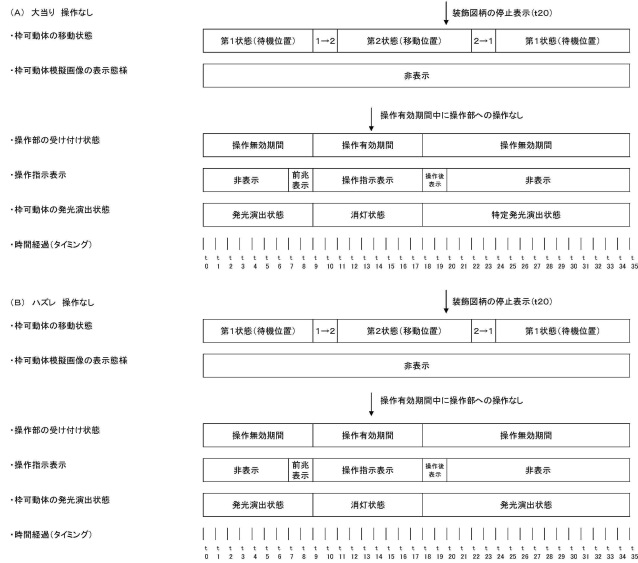 (A) 大当り 操作なし
装飾図柄の停止表示(t20)
・枠可動体の移動状態
第1状態(待機位置) 1→2 第2状態(移動位置) 2→1 第1状態(待機位置)
・枠可動体模擬画像の表示態様
非表示
操作有効期間中に操作部への操作なし
・操作部の受け付け状態
操作無効期間 操作有効期間 操作無効期間
・操作指示表示
非表示 前兆表示 操作指示表示 操作後表示 非表示
・枠可動体の発光演出状態
発光演出状態 消灯状態 特定発光演出状態
・時間経過(タイミング)
t t t t t t t t t t t t t t t t t t t t t t t t t t t t t t t t t t t t
0 1 2 3 4 5 6 7 8 9 10 11 12 13 14 15 16 17 18 19 20 21 22 23 24 25 26 27 28 29 30 31 32 33 34 35
(B) ハズレ 操作なし
装飾図柄の停止表示(t20)
・枠可動体の移動状態
第1状態(待機位置) 1→2 第2状態(移動位置) 2→1 第1状態(待機位置)
・枠可動体模擬画像の表示態様
非表示
操作有効期間中に操作部への操作なし
・操作部の受け付け状態
操作無効期間 操作有効期間 操作無効期間
・操作指示表示
非表示 前兆表示 操作指示表示 操作後表示 非表示
・枠可動体の発光演出状態
発光演出状態 消灯状態 発光演出状態
・時間経過(タイミング)
t t t t t t t t t t t t t t t t t t t t t t t t t t t t t t t t t t t t
0 1 2 3 4 5 6 7 8 9 10 11 12 13 14 15 16 17 18 19 20 21 22 23 24 25 26 27 28 29 30 31 32 33 34 35